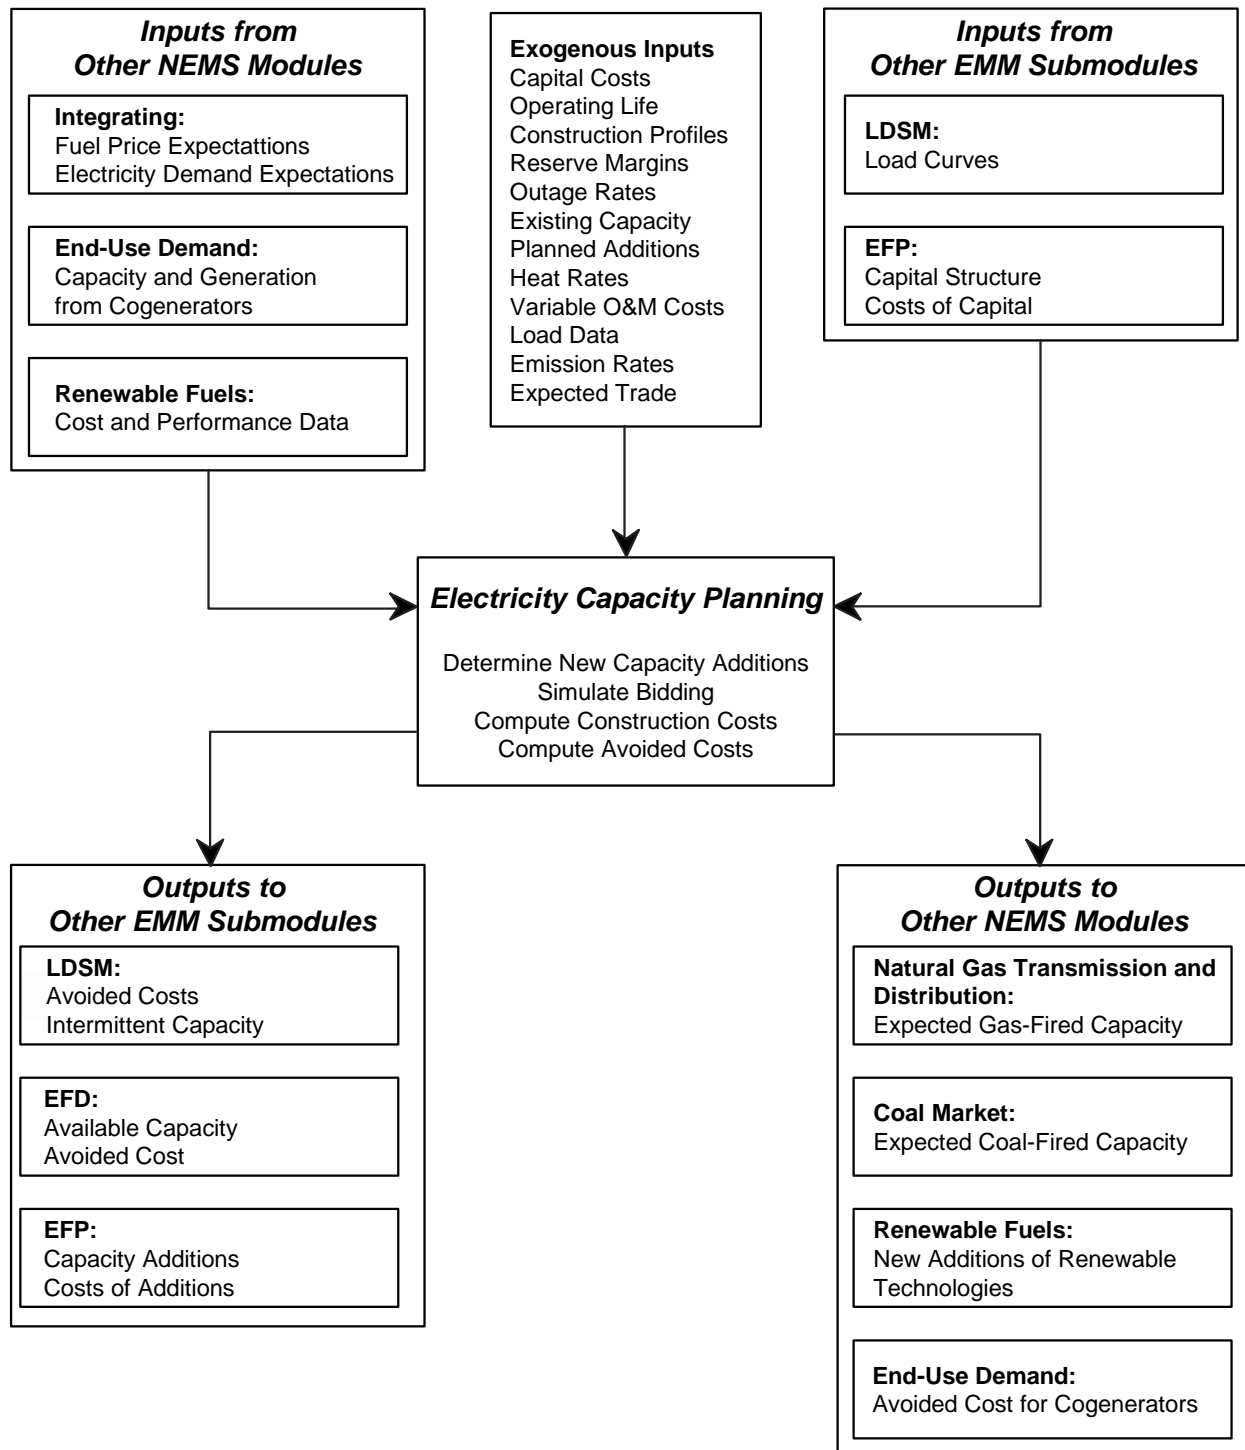 Inputs from
Other NEMS Modules
Integrating:
Fuel Price Expectattions
Electricity Demand Expectations
End-Use Demand:
Capacity and Generation
from Cogenerators
Renewable Fuels:
Cost and Performance Data
Exogenous Inputs
Capital Costs
Operating Life
Construction Profiles
Reserve Margins
Outage Rates
Existing Capacity
Planned Additions
Heat Rates
Variable O&M Costs
Load Data
Emission Rates
Expected Trade
Inputs from
Other EMM Submodules
LDSM:
Load Curves
EFP:
Capital Structure
Costs of Capital
Electricity Capacity Planning
Determine New Capacity Additions
Simulate Bidding
Compute Construction Costs
Compute Avoided Costs
Outputs to
Other EMM Submodules
LDSM:
Avoided Costs
Intermittent Capacity
EFD:
Available Capacity
Avoided Cost
EFP:
Capacity Additions
Costs of Additions
Outputs to
Other NEMS Modules
Natural Gas Transmission and
Distribution:
Expected Gas-Fired Capacity
Coal Market:
Expected Coal-Fired Capacity
Renewable Fuels:
New Additions of Renewable
Technologies
End-Use Demand:
Avoided Cost for Cogenerators